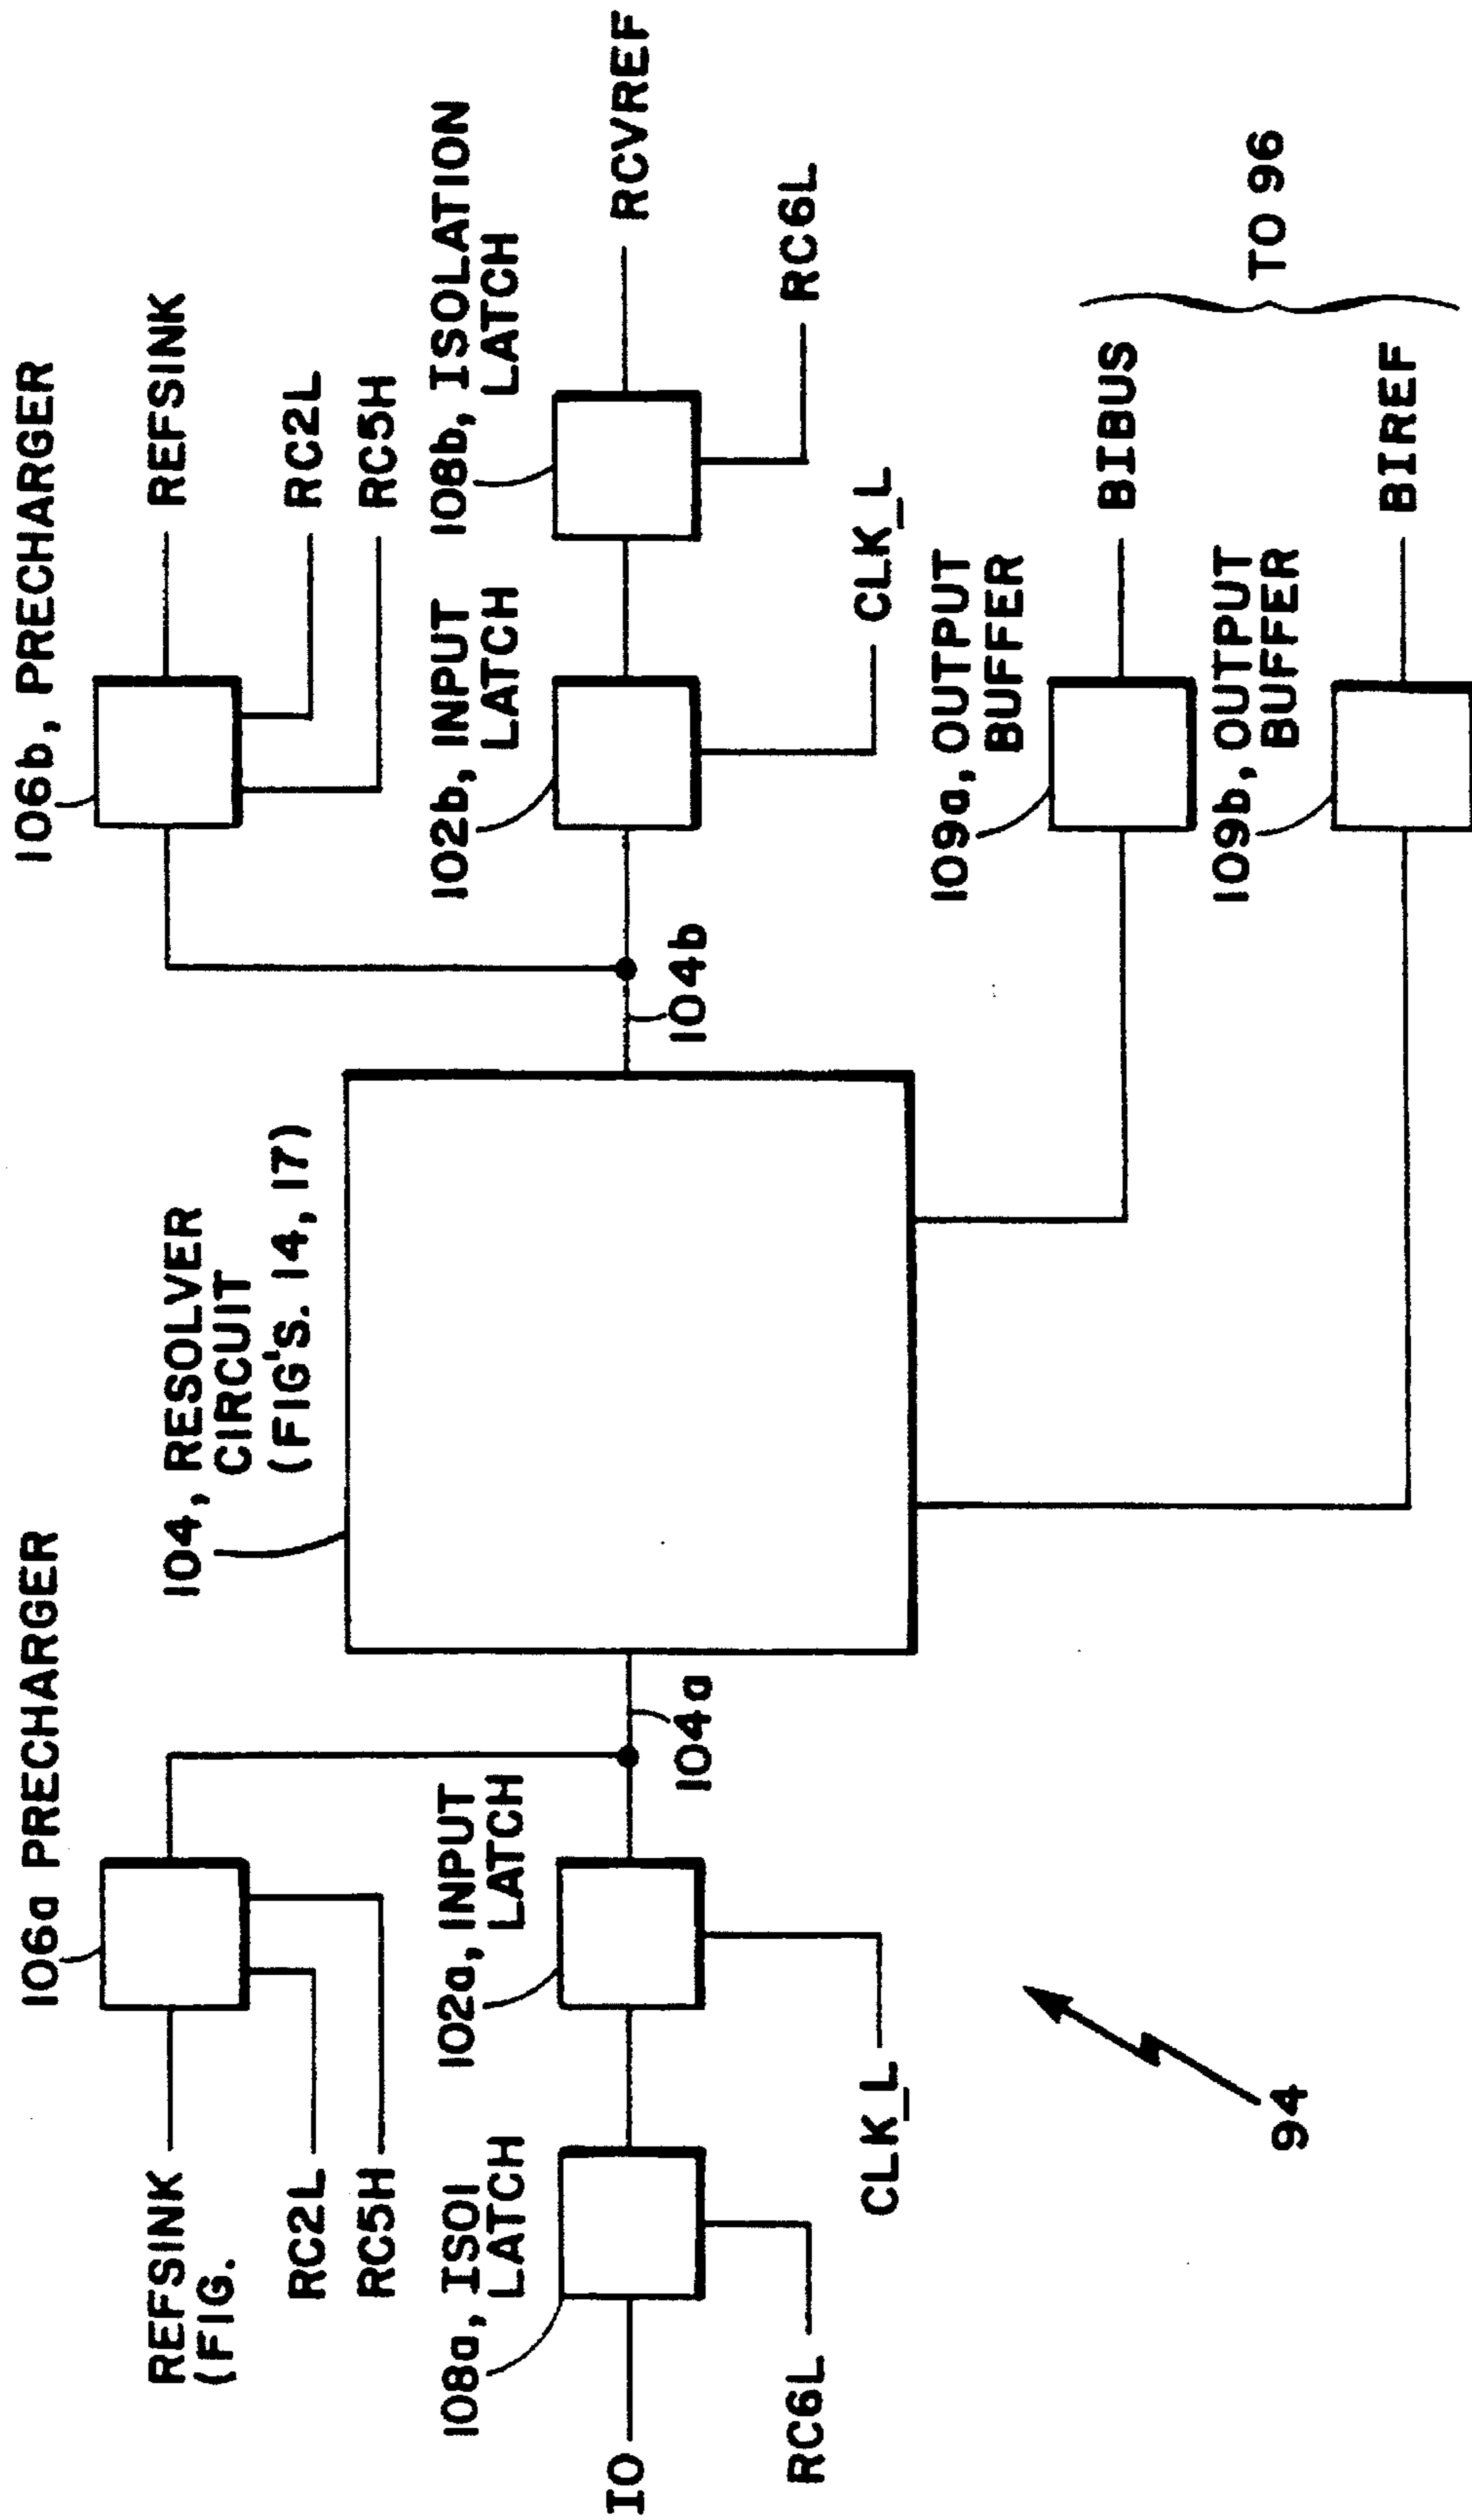 106a PRECHARGER
106b, PRECHARGER
REFSINK
(FIG.
RC2L
RC5H
104, RESOLVER
CIRCUIT
(FIG'S. 14, 17)
REFSINK
RC2L
RC5H
108a, ISOl
LATCH
102a, INPUT
LATCH
102b, INPUT
LATCH
108b, ISOLATION
LATCH
IO
104a
104b
RCVREF
RC6L
CLK_L
CLK_L
RC6L
109a, OUTPUT
BUFFER
BIBUS
109b, OUTPUT
BUFFER
BIREF
TO 96
94